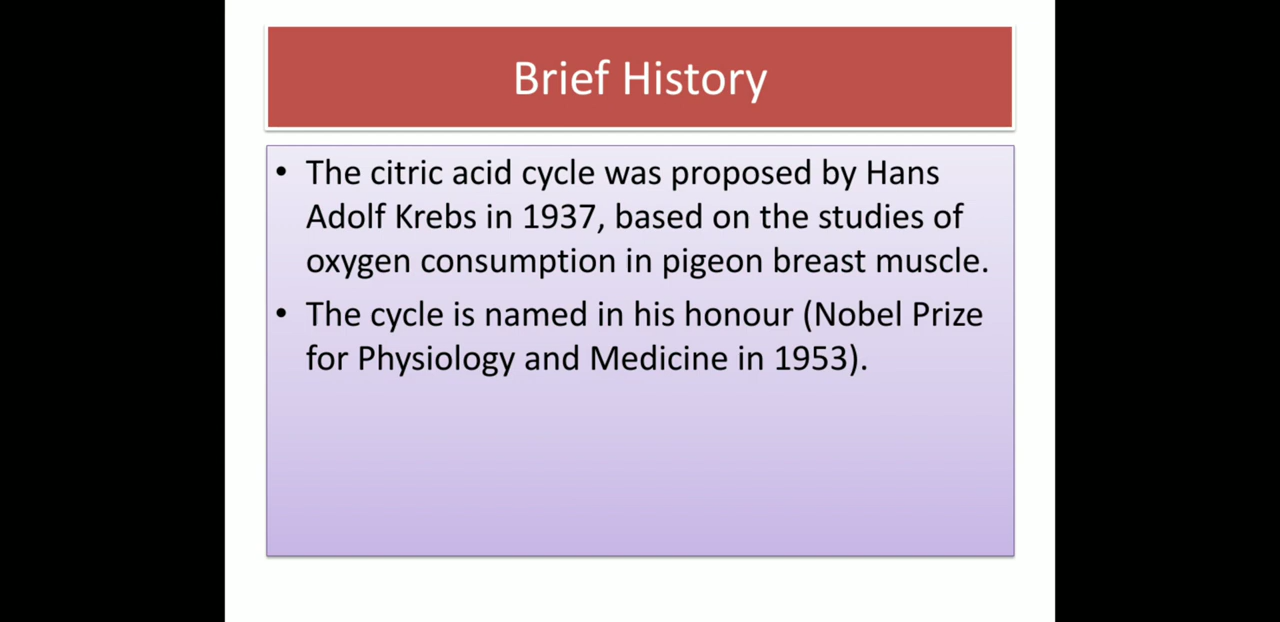 Brief History
• The citric acid cycle was proposed by Hans
Adolf Krebs in 1937, based on the studies of
oxygen consumption in pigeon breast muscle.
• The cycle is named in his honour (Nobel Prize
for Physiology and Medicine in 1953).